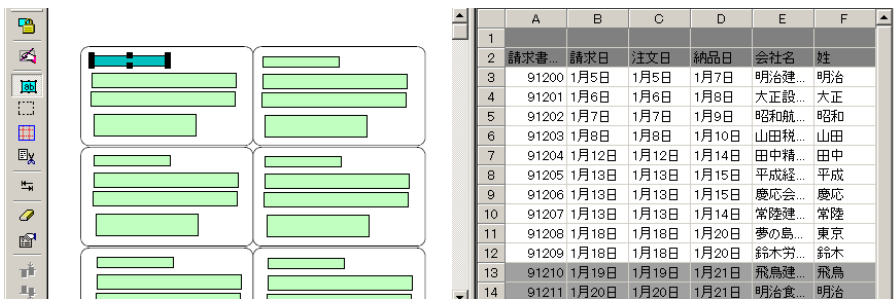 A B C D E F
1
2 請求書... 請求日 注文日 納品日 会社名 姓
3 91200 1月5日 1月5日 1月7日 明治建... 明治
4 91201 1月6日 1月6日 1月8日 大正設... 大正
5 91202 1月7日 1月7日 1月9日 昭和航... 昭和
6 91203 1月8日 1月8日 1月10日 山田税... 山田
7 91204 1月12日 1月12日 1月14日 田中精... 田中
8 91205 1月13日 1月13日 1月15日 平成経... 平成
9 91206 1月13日 1月13日 1月15日 慶応会... 慶応
10 91207 1月13日 1月13日 1月14日 常陸建... 常陸
11 91208 1月18日 1月18日 1月20日 夢の島... 東京
12 91209 1月18日 1月18日 1月20日 鈴木労... 鈴木
13 91210 1月19日 1月19日 1月21日 飛鳥建... 飛鳥
14 91211 1月20日 1月20日 1月21日 明治食... 明治